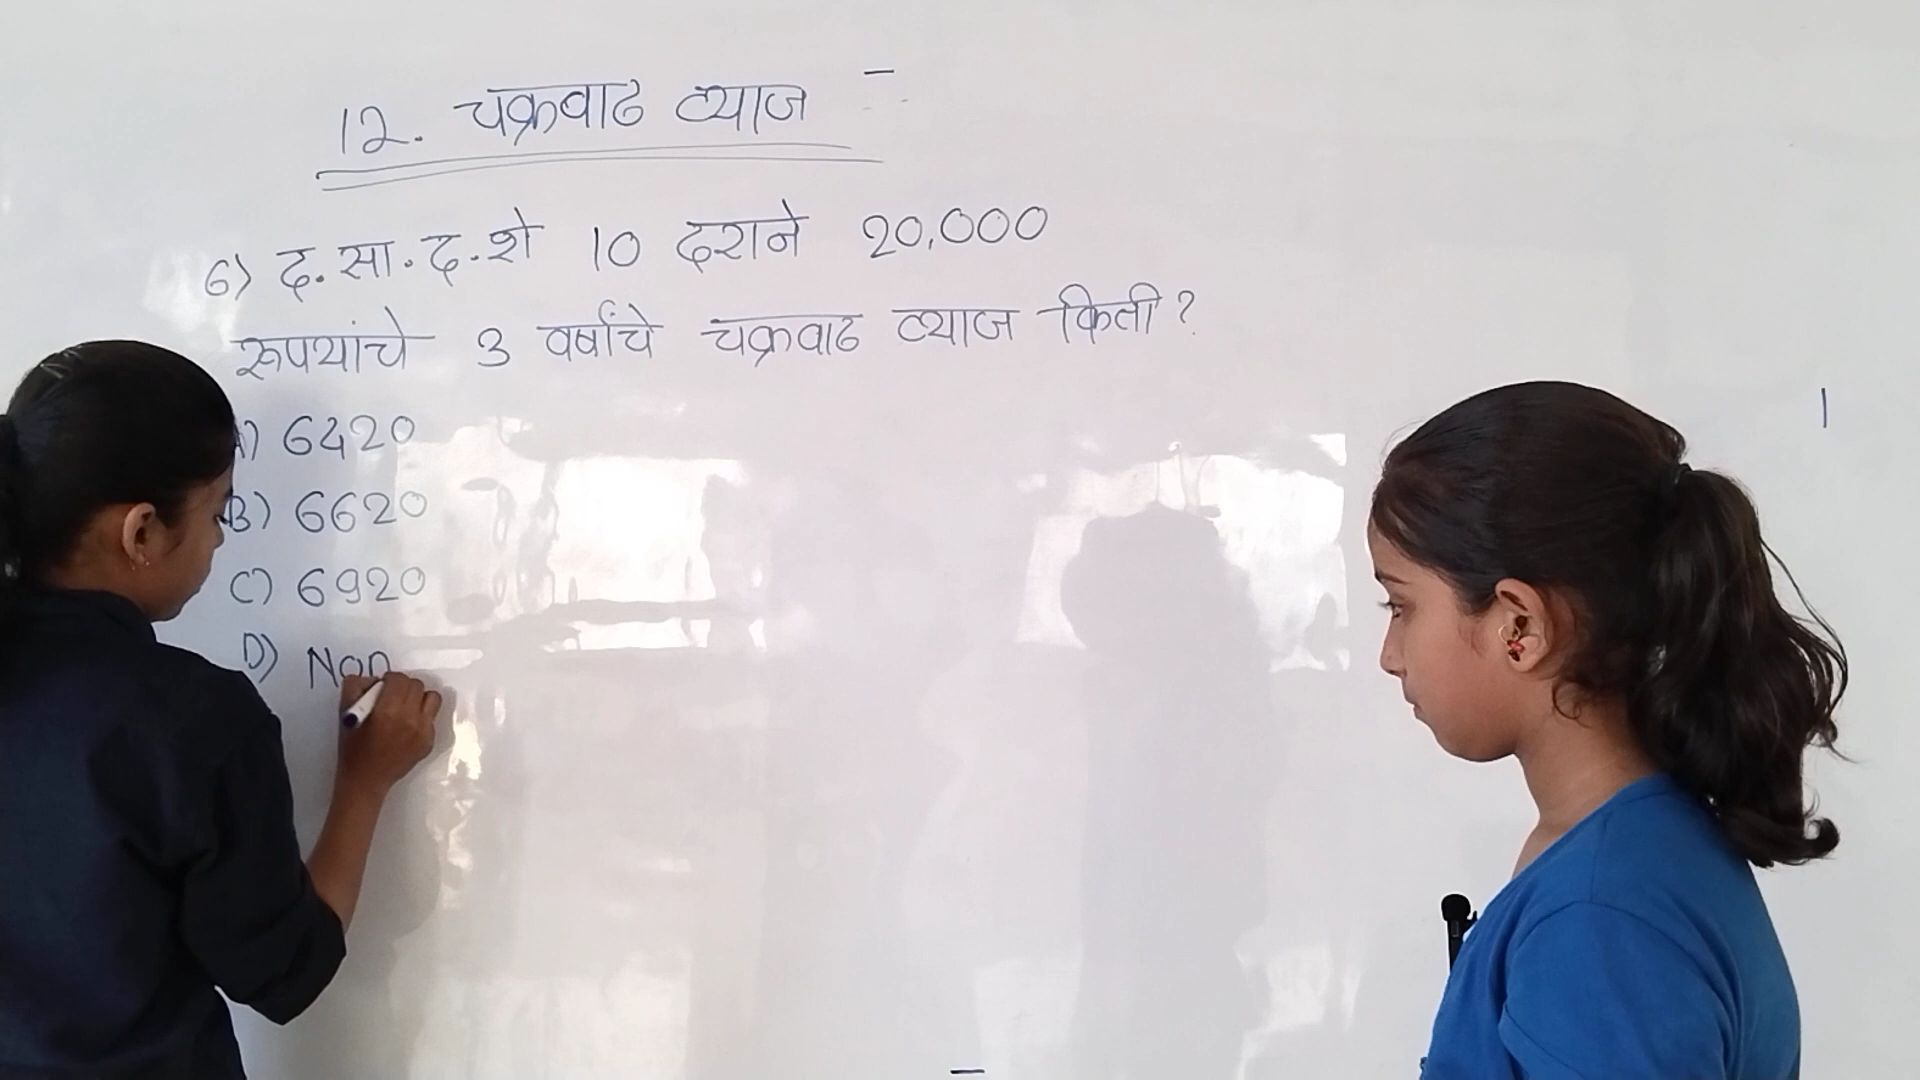 12. चक्रवाढ व्याज
6) द.सा.द.शे 10 दराने 20,000
रूपयांचे 3 वर्षांचे चक्रवाढ व्याज किती?
A) 6420
B) 6620
C) 6920
D) Non